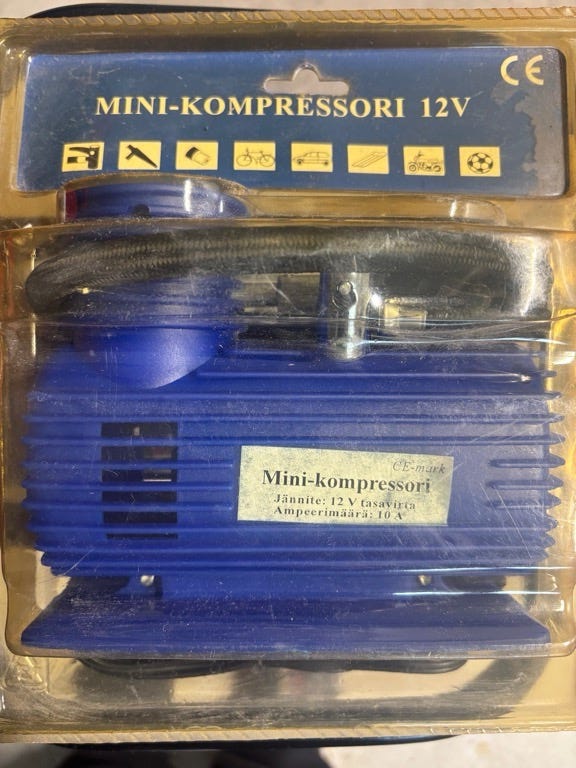 CE
MINI-KOMPRESSORI 12V
CE-mark
Mini-kompressori
Jännite: 12 V tasavirta
Ampeerimäärä: 10 A